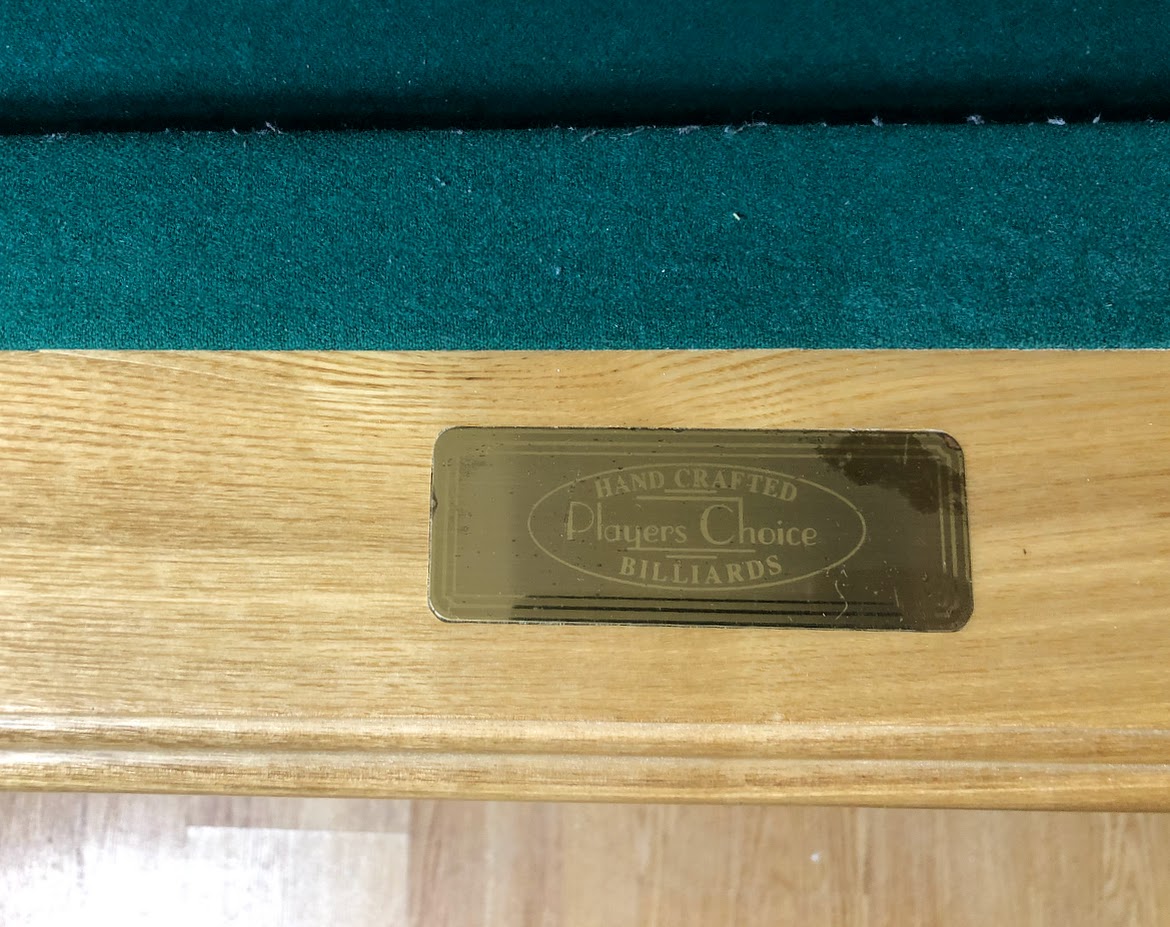 HAND CRAFTED
Players Choice
BILLIARDS